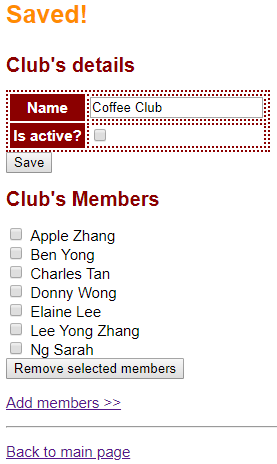 Saved!
Club's details
Name Coffee Club
Is active?
Save
Club's Members
Apple Zhang
Ben Yong
Charles Tan
Donny Wong
Elaine Lee
Lee Yong Zhang
Ng Sarah
Remove selected members
Add members >>
Back to main page